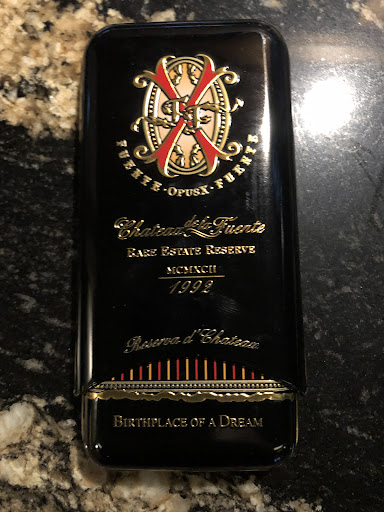 FUENTE · OPUSX · FUENTE
Chateau de la Fuente
RARE ESTATE RESERVE
MCMXCII
1992
Reserva d'Chateau
BIRTHPLACE OF A DREAM